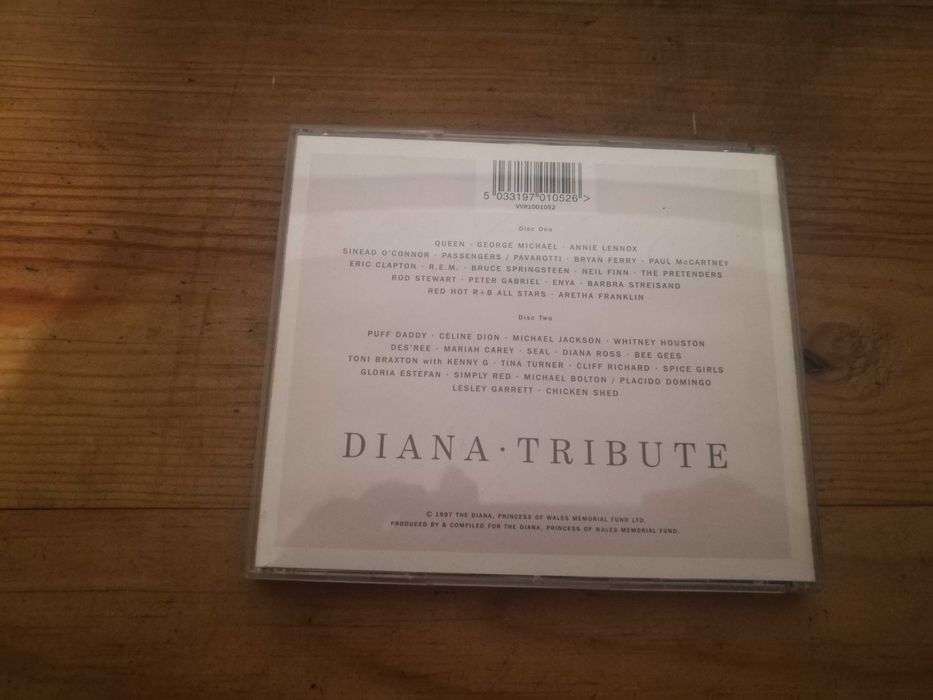 5 033197 010526 >
VVR1001052
Disc One
QUEEN · GEORGE MICHAEL · ANNIE LENNOX
SINEAD O'CONNOR · PASSENGERS / PAVAROTTI · BRYAN FERRY · PAUL McCARTNEY
ERIC CLAPTON · R.E.M. · BRUCE SPRINGSTEEN · NEIL FINN · THE PRETENDERS
ROD STEWART · PETER GABRIEL · ENYA · BARBRA STREISAND
RED HOT R+B ALL STARS · ARETHA FRANKLIN
Disc Two
PUFF DADDY · CELINE DION · MICHAEL JACKSON · WHITNEY HOUSTON
DES'REE · MARIAH CAREY · SEAL · DIANA ROSS · BEE GEES
TONI BRAXTON with KENNY G · TINA TURNER · CLIFF RICHARD · SPICE GIRLS
GLORIA ESTEFAN · SIMPLY RED · MICHAEL BOLTON / PLACIDO DOMINGO
LESLEY GARRETT · CHICKEN SHED
DIANA · TRIBUTE
© 1997 THE DIANA, PRINCESS OF WALES MEMORIAL FUND LTD.
PRODUCED BY & COMPILED FOR THE DIANA, PRINCESS OF WALES MEMORIAL FUND.